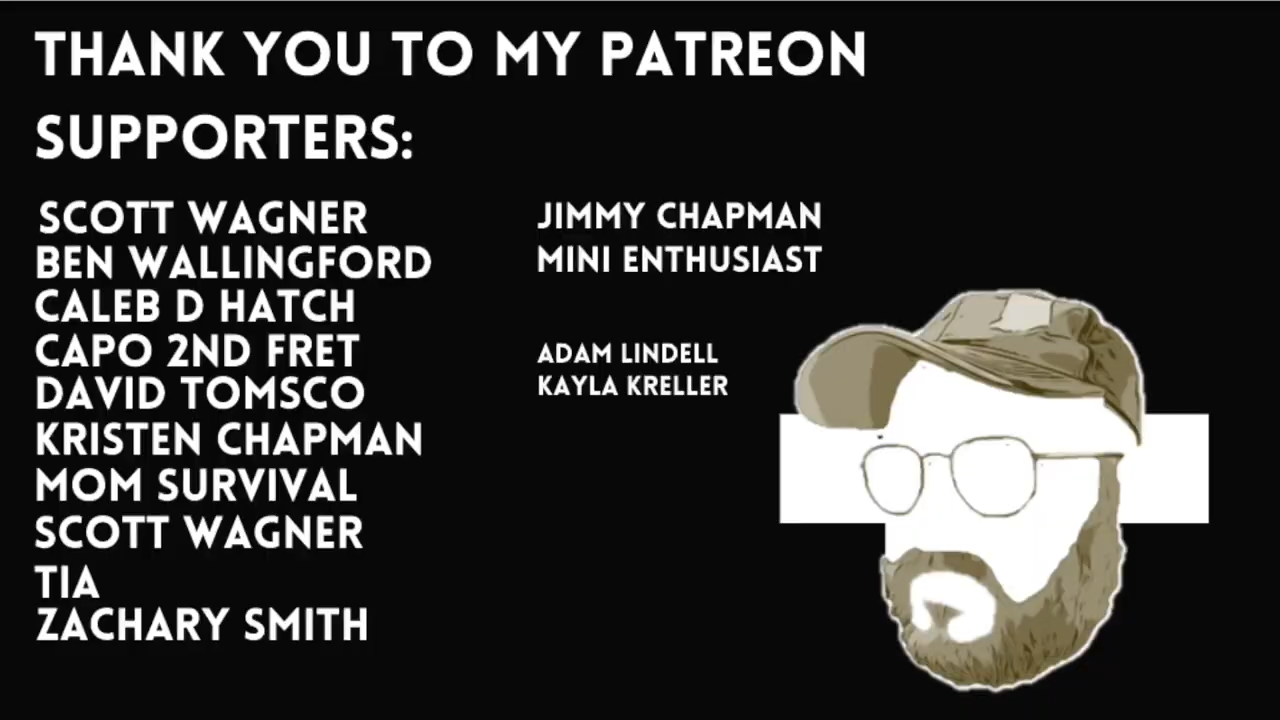 THANK YOU TO MY PATREON
SUPPORTERS:
SCOTT WAGNER
BEN WALLINGFORD
CALEB D HATCH
CAPO 2ND FRET
DAVID TOMSCO
KRISTEN CHAPMAN
MOM SURVIVAL
SCOTT WAGNER
TIA
ZACHARY SMITH
JIMMY CHAPMAN
MINI ENTHUSIAST
ADAM LINDELL
KAYLA KRELLER